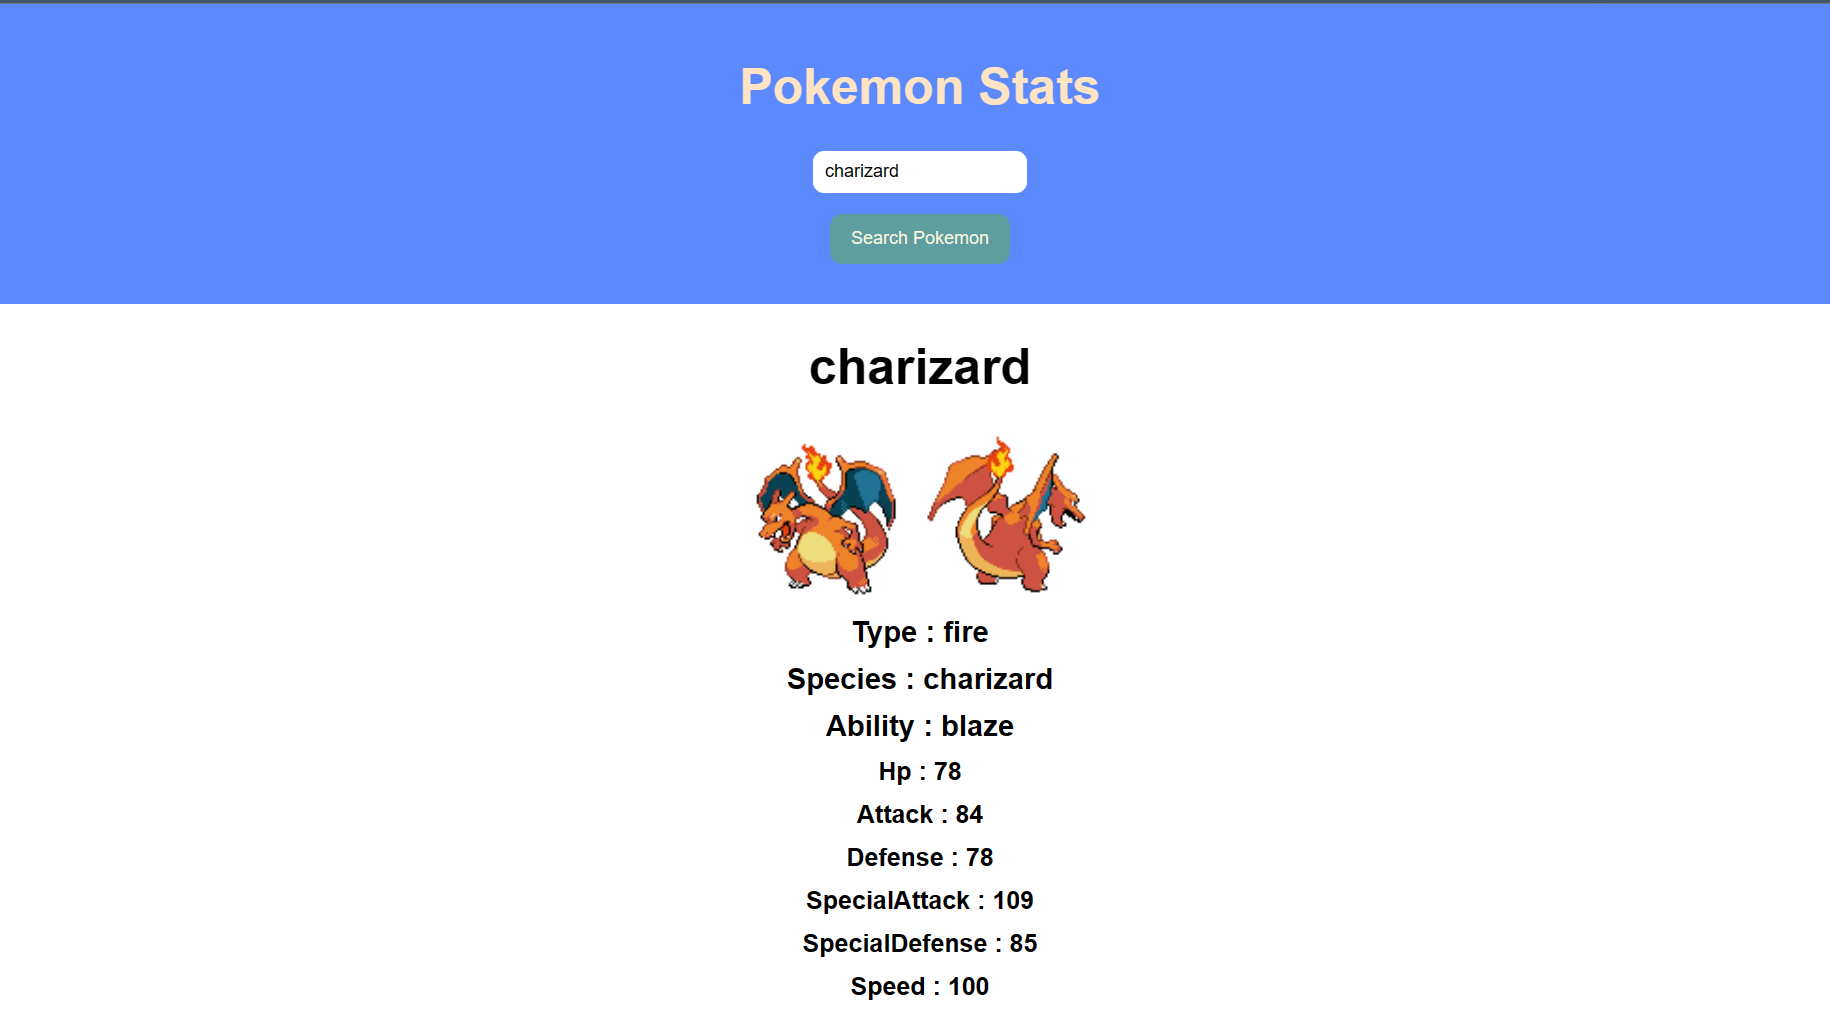 Pokemon Stats
charizard
Search Pokemon
charizard
Type : fire
Species : charizard
Ability : blaze
Hp : 78
Attack : 84
Defense : 78
SpecialAttack : 109
SpecialDefense : 85
Speed : 100